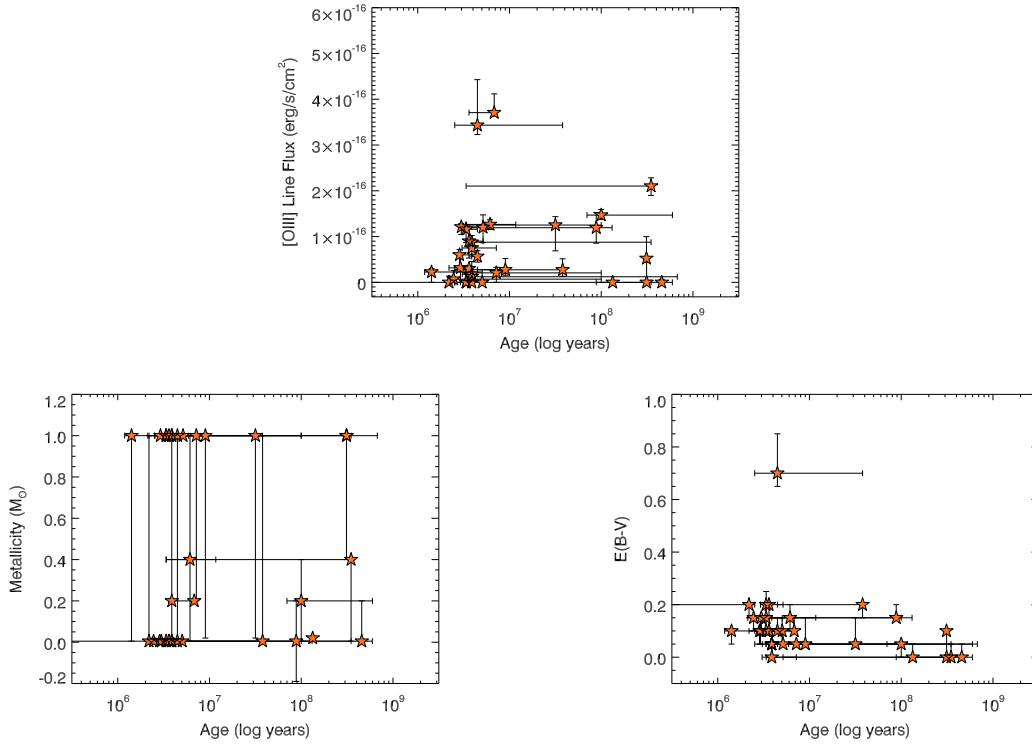 6×10⁻¹⁶
5×10⁻¹⁶
4×10⁻¹⁶
3×10⁻¹⁶
2×10⁻¹⁶
1×10⁻¹⁶
0
[OIII] Line Flux (erg/s/cm²)
10⁶ 10⁷ 10⁸ 10⁹
Age (log years)
1.2
1.0
0.8
0.6
0.4
0.2
0.0
-0.2
Metallicity (M_O)
10⁶ 10⁷ 10⁸ 10⁹
Age (log years)
1.0
0.8
0.6
0.4
0.2
0.0
E(B-V)
10⁶ 10⁷ 10⁸ 10⁹
Age (log years)